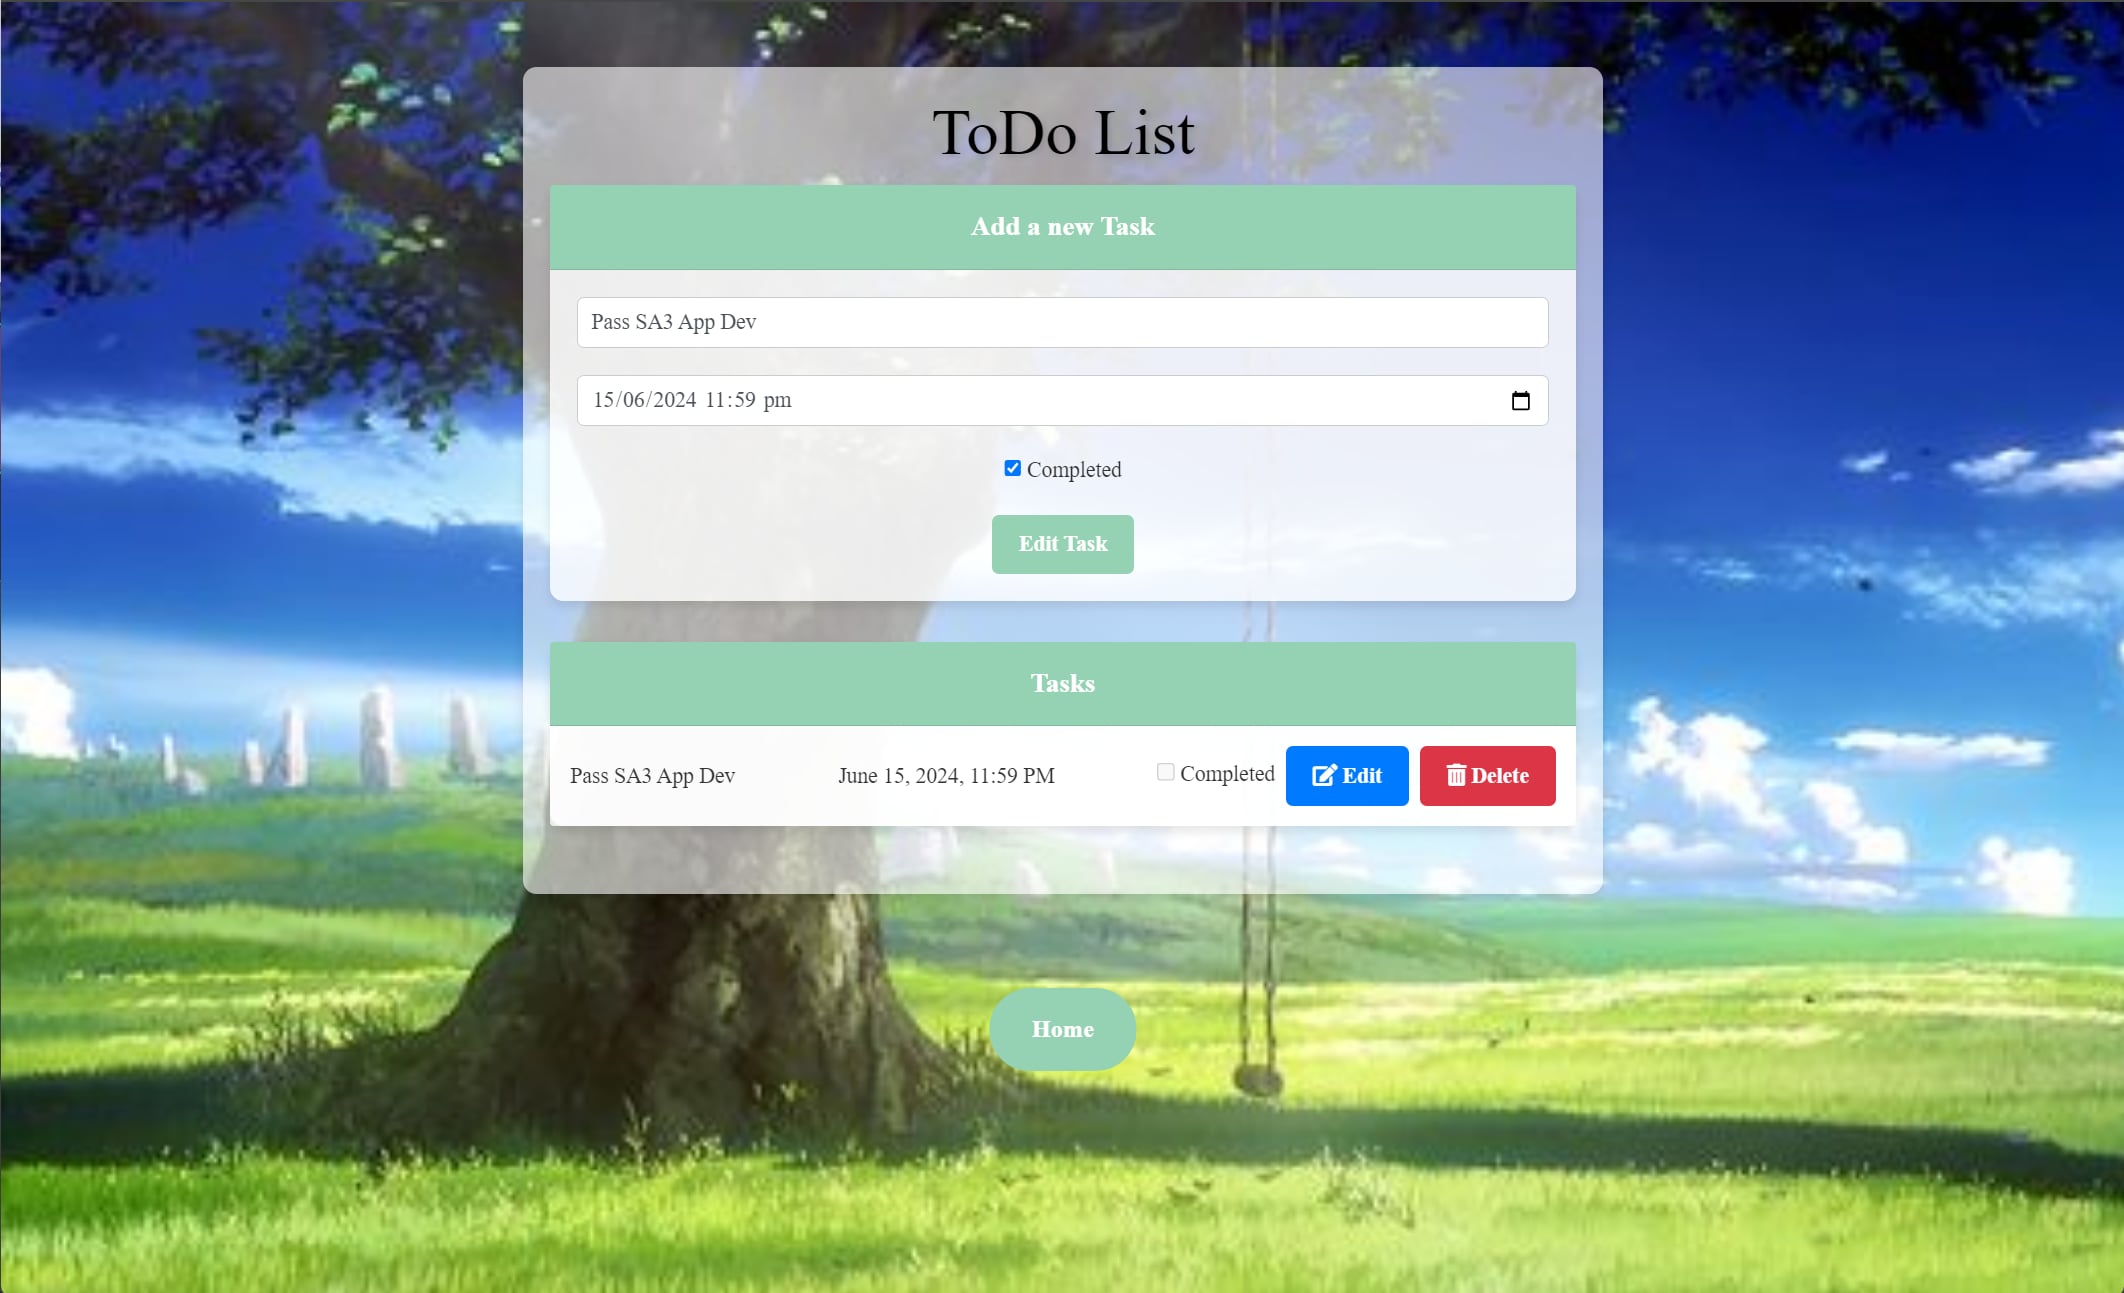 ToDo List
Add a new Task
Pass SA3 App Dev
15/06/2024 11:59 pm
Completed
Edit Task
Tasks
Pass SA3 App Dev June 15, 2024, 11:59 PM Completed Edit Delete
Home